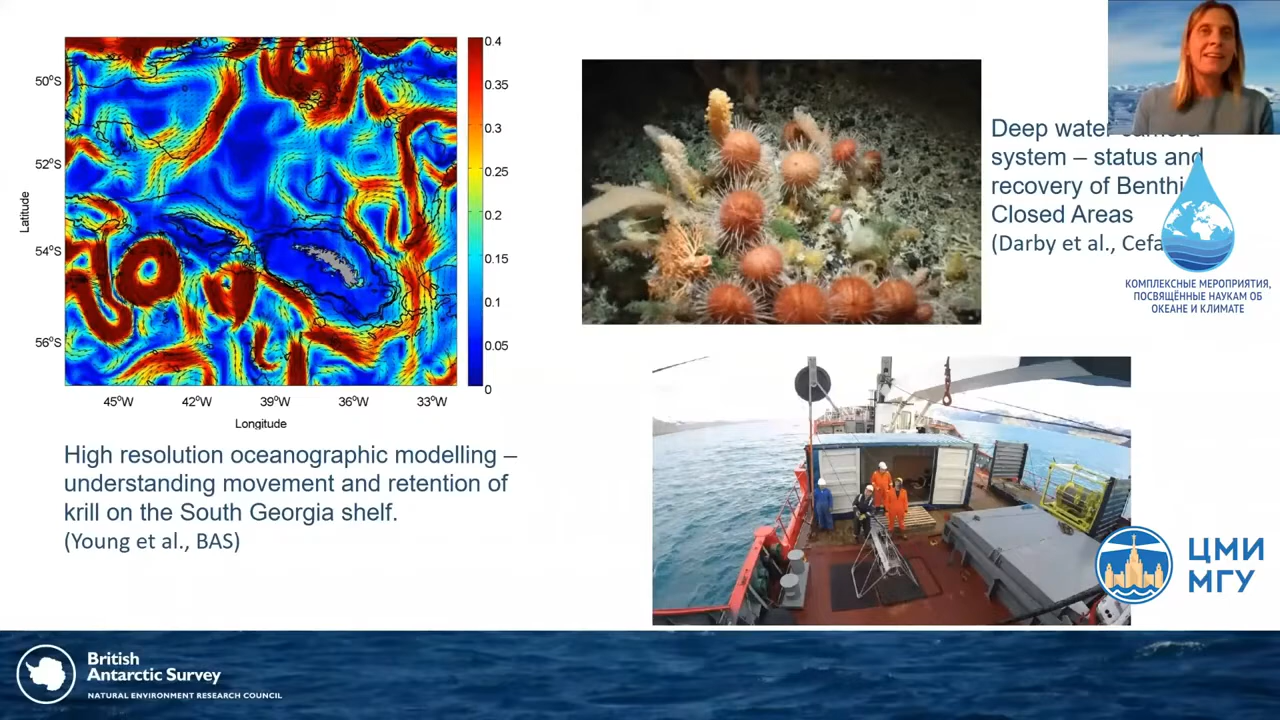 50°S
52°S
54°S
56°S
Latitude
45°W
42°W
39°W
36°W
33°W
Longitude
0.4
0.35
0.3
0.25
0.2
0.15
0.1
0.05
0
High resolution oceanographic modelling –
understanding movement and retention of
krill on the South Georgia shelf.
(Young et al., BAS)
Deep water camera
system – status and
recovery of Benthi
Closed Areas
(Darby et al., Cefa
КОМПЛЕКСНЫЕ МЕРОПРИЯТИЯ,
ПОСВЯЩЁННЫЕ НАУКАМ ОБ
ОКЕАНЕ И КЛИМАТЕ
ЦМИ
МГУ
British
Antarctic Survey
NATURAL ENVIRONMENT RESEARCH COUNCIL